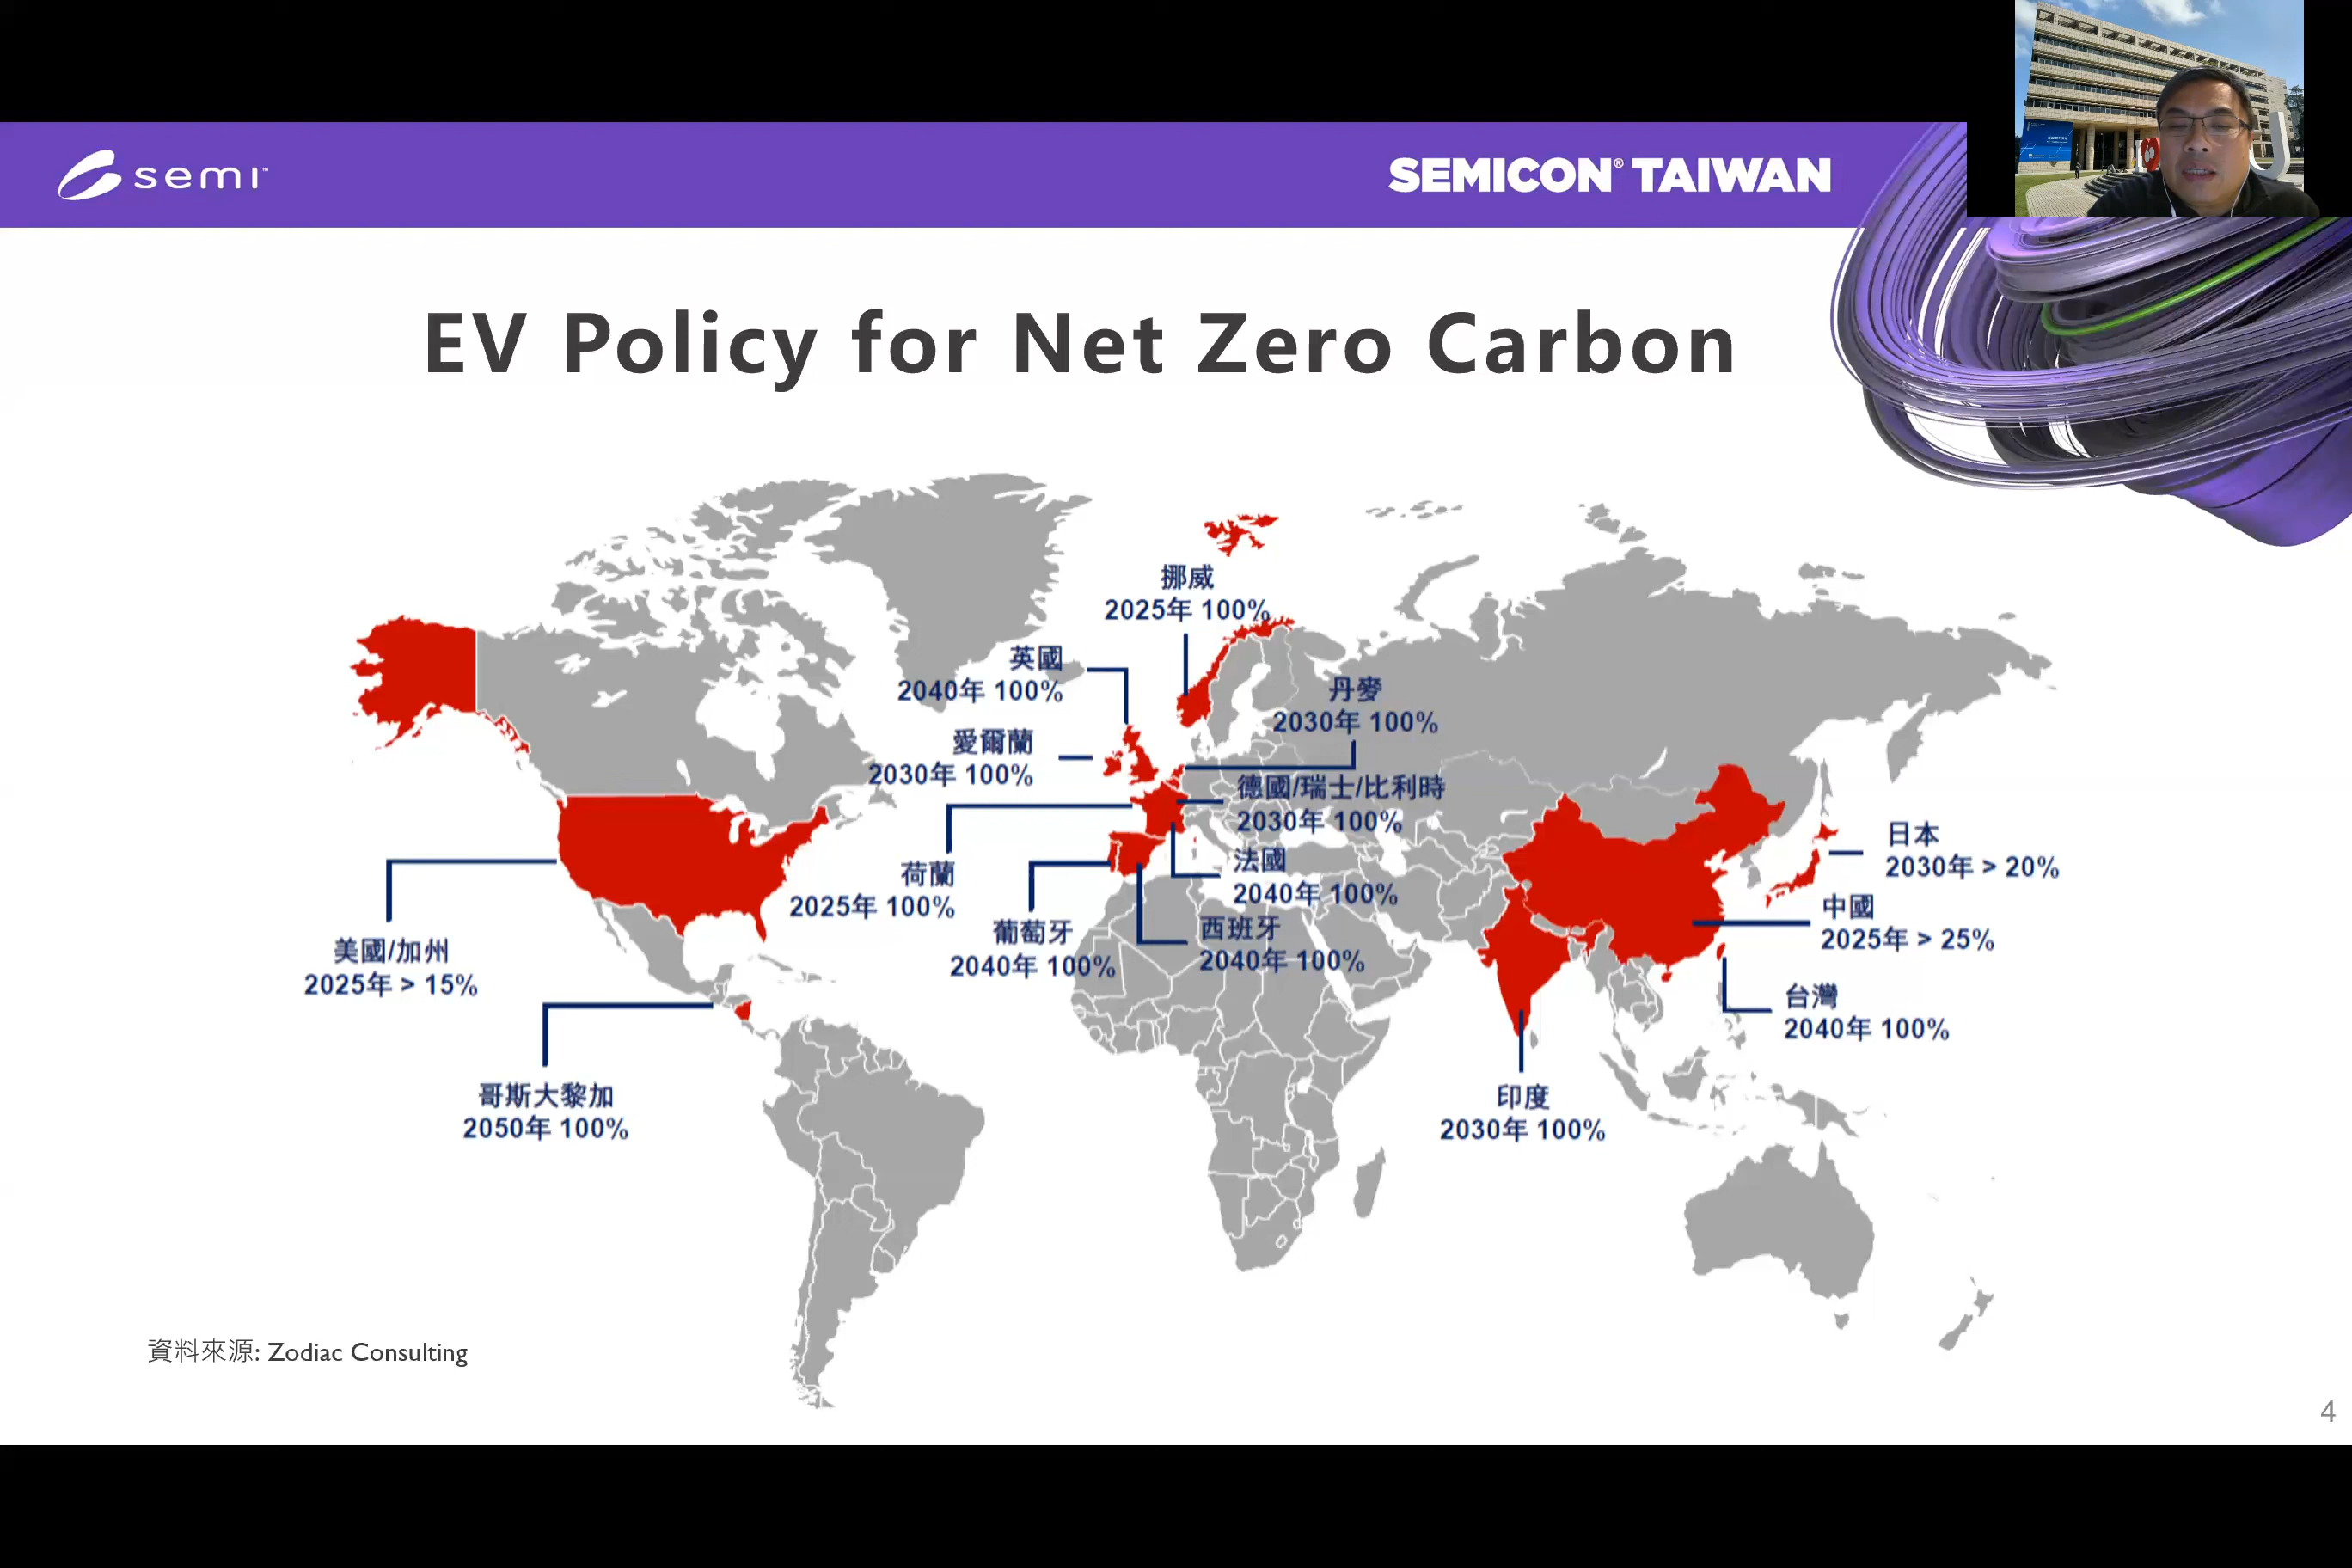 semi™
SEMICON® TAIWAN
EV Policy for Net Zero Carbon
挪威
2025年 100%
英國
2040年 100%
丹麥
2030年 100%
愛爾蘭
2030年 100%
德國/瑞士/比利時
2030年 100%
荷蘭
2025年 100%
法國
2040年 100%
葡萄牙
2040年 100%
西班牙
2040年 100%
日本
2030年 > 20%
中國
2025年 > 25%
台灣
2040年 100%
美國/加州
2025年 > 15%
哥斯大黎加
2050年 100%
印度
2030年 100%
資料來源: Zodiac Consulting
4